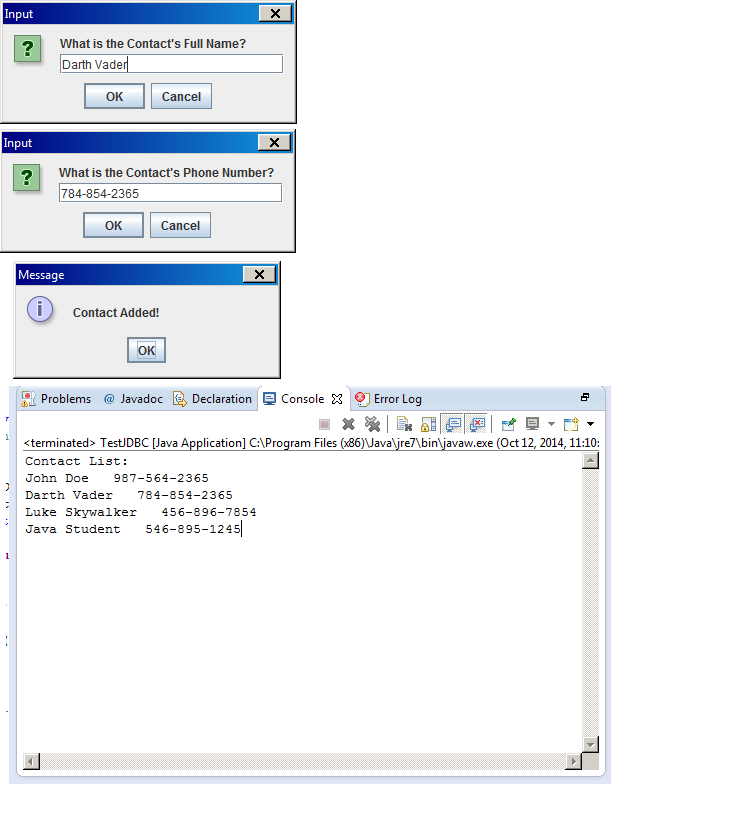 Input
What is the Contact's Full Name?
Darth Vader
OK Cancel
Input
What is the Contact's Phone Number?
784-854-2365
OK Cancel
Message
Contact Added!
OK
Problems @ Javadoc Declaration Console Error Log
<terminated> TestJDBC [Java Application] C:\Program Files (x86)\Java\jre7\bin\javaw.exe (Oct 12, 2014, 11:10:
Contact List:
John Doe 987-564-2365
Darth Vader 784-854-2365
Luke Skywalker 456-896-7854
Java Student 546-895-1245